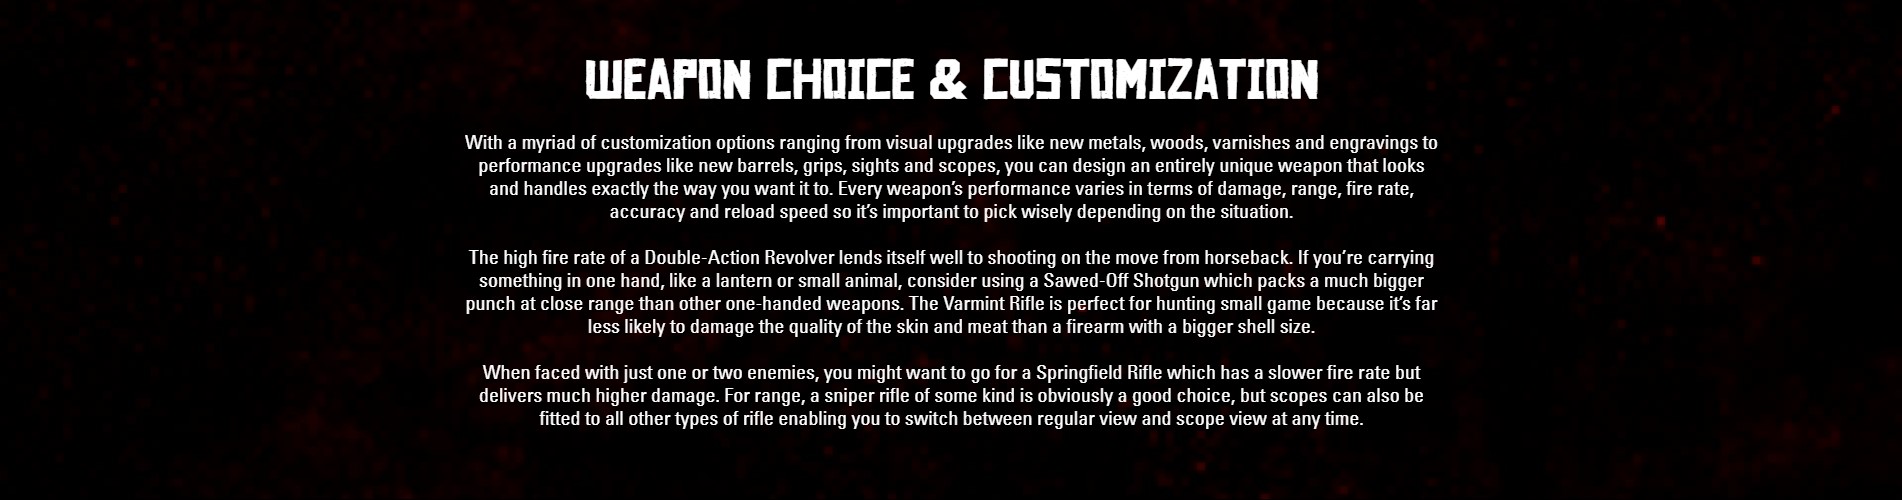 WEAPON CHOICE & CUSTOMIZATION
With a myriad of customization options ranging from visual upgrades like new metals, woods, varnishes and engravings to
performance upgrades like new barrels, grips, sights and scopes, you can design an entirely unique weapon that looks
and handles exactly the way you want it to. Every weapon’s performance varies in terms of damage, range, fire rate,
accuracy and reload speed so it’s important to pick wisely depending on the situation.
The high fire rate of a Double-Action Revolver lends itself well to shooting on the move from horseback. If you’re carrying
something in one hand, like a lantern or small animal, consider using a Sawed-Off Shotgun which packs a much bigger
punch at close range than other one-handed weapons. The Varmint Rifle is perfect for hunting small game because it’s far
less likely to damage the quality of the skin and meat than a firearm with a bigger shell size.
When faced with just one or two enemies, you might want to go for a Springfield Rifle which has a slower fire rate but
delivers much higher damage. For range, a sniper rifle of some kind is obviously a good choice, but scopes can also be
fitted to all other types of rifle enabling you to switch between regular view and scope view at any time.